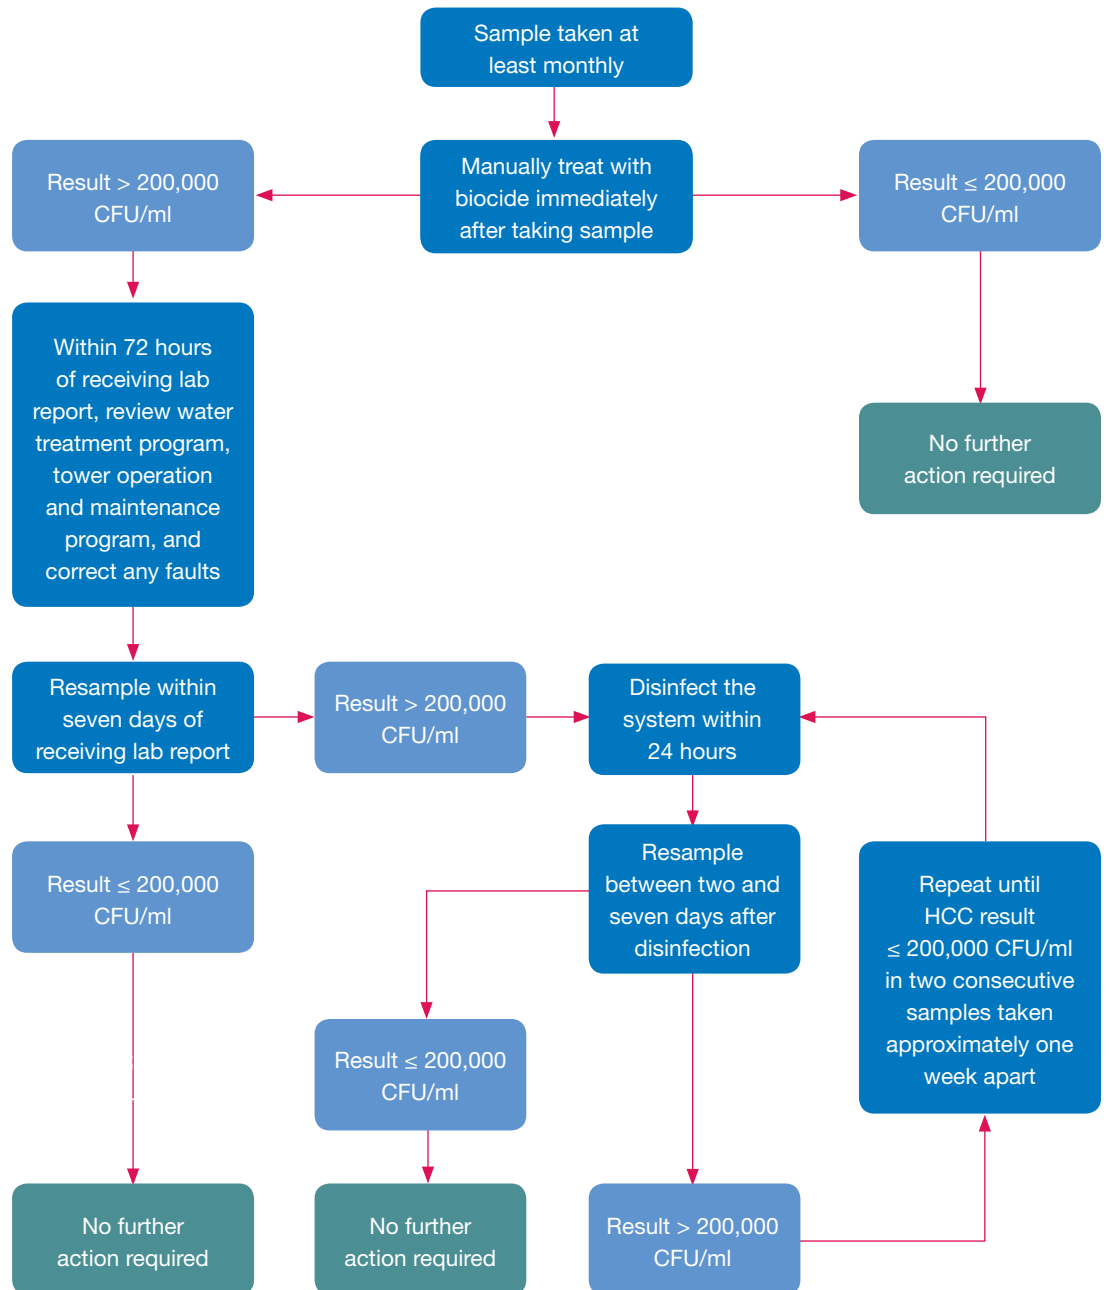 Sample taken at
least monthly
Manually treat with
biocide immediately
after taking sample
Result > 200,000
CFU/ml
Result ≤ 200,000
CFU/ml
Within 72 hours
of receiving lab
report, review water
treatment program,
tower operation
and maintenance
program, and
correct any faults
No further
action required
Resample within
seven days of
receiving lab report
Result > 200,000
CFU/ml
Disinfect the
system within
24 hours
Result ≤ 200,000
CFU/ml
Resample
between two and
seven days after
disinfection
Repeat until
HCC result
≤ 200,000 CFU/ml
in two consecutive
samples taken
approximately one
week apart
Result ≤ 200,000
CFU/ml
No further
action required
No further
action required
Result > 200,000
CFU/ml